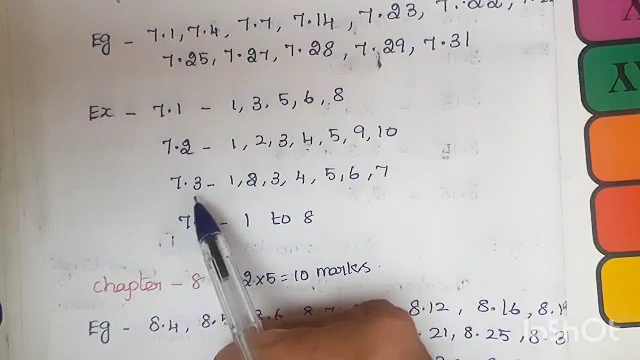 Eg - 7.1, 7.4, 7.7, 7.14, 7.23, 7.22,
7.25, 7.27, 7.28, 7.29, 7.31
Ex - 7.1 - 1, 3, 5, 6, 8
7.2 - 1, 2, 3, 4, 5, 9, 10
7.3 - 1, 2, 3, 4, 5, 6, 7
- 1 to 8
chapter - 8 2x5 = 10 marks.
Eg - 8.4, 8.12, 8.16,
.21, 8.25,
InShOt
AY